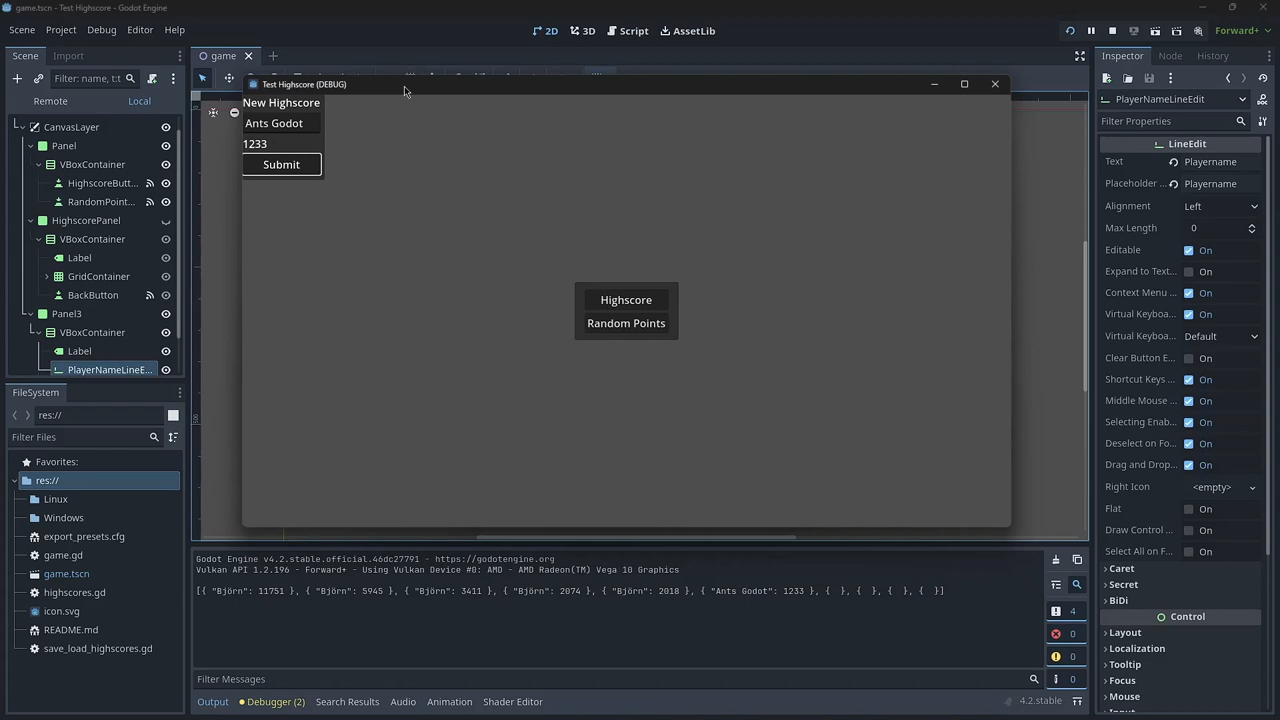 game.tscn - Test Highscore - Godot Engine
Scene Project Debug Editor Help
2D 3D Script AssetLib
Forward+
Scene Import
game
Inspector Node History
Filter: name, t:t
Remote Local
CanvasLayer
Panel
VBoxContainer
HighscoreButt...
RandomPoint...
HighscorePanel
VBoxContainer
Label
GridContainer
BackButton
Panel3
VBoxContainer
Label
PlayerNameLineE...
FileSystem
res://
Filter Files
Favorites:
res://
Linux
Windows
export_presets.cfg
game.gd
game.tscn
highscores.gd
icon.svg
README.md
save_load_highscores.gd
Test Highscore (DEBUG)
New Highscore
Ants Godot
1233
Submit
Highscore
Random Points
Godot Engine v4.2.stable.official.46dc27791 - https://godotengine.org
Vulkan API 1.2.196 - Forward+ - Using Vulkan Device #0: AMD - AMD Radeon(TM) Vega 10 Graphics
[{ "Björn": 11751 }, { "Björn": 5945 }, { "Björn": 3411 }, { "Björn": 2074 }, { "Björn": 2018 }, { "Ants Godot": 1233 }, {  }, {  }, {  }, {  }]
4
0
0
0
Filter Messages
Output Debugger (2) Search Results Audio Animation Shader Editor
4.2.stable
PlayerNameLineEdit
Filter Properties
LineEdit
Text Playername
Placeholder ... Playername
Alignment Left
Max Length 0
Editable On
Expand to Text... On
Context Menu ... On
Virtual Keyboa... On
Virtual Keyboa... Default
Clear Button E... On
Shortcut Keys ... On
Middle Mouse ... On
Selecting Enab... On
Deselect on Fo... On
Drag and Drop... On
Right Icon <empty>
Flat On
Draw Control ... On
Select All on F... On
Caret
Secret
BiDi
Control
Layout
Localization
Tooltip
Focus
Mouse